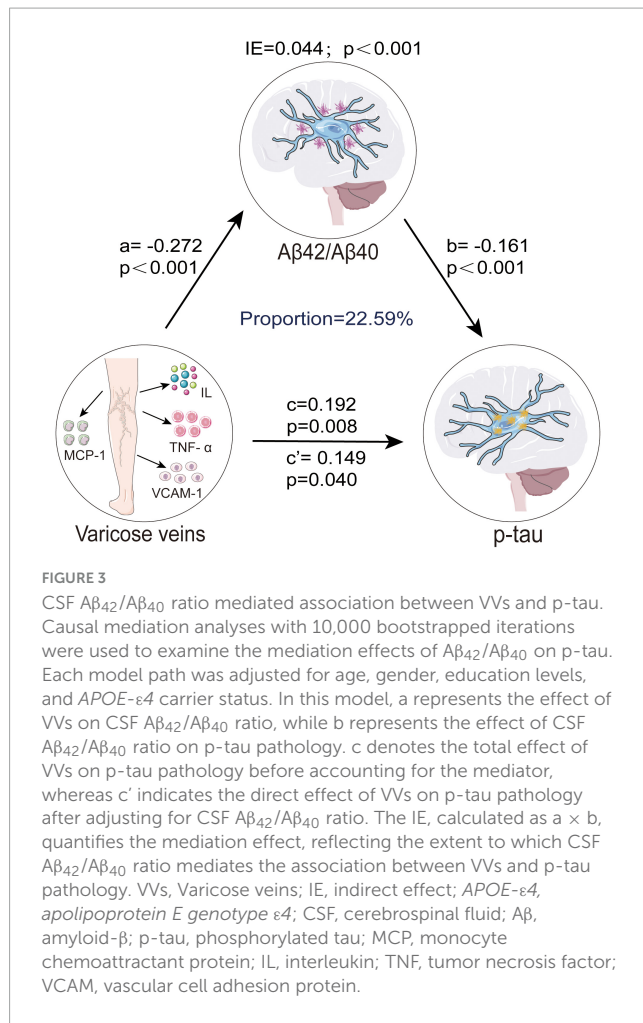 IE=0.044; p<0.001
Aβ42/Aβ40
a= -0.272
p<0.001
b= -0.161
p<0.001
Proportion=22.59%
IL
MCP-1
TNF- α
VCAM-1
Varicose veins
c=0.192
p=0.008
c’= 0.149
p=0.040
p-tau
FIGURE 3
CSF Aβ₄₂/Aβ₄₀ ratio mediated association between VVs and p-tau.
Causal mediation analyses with 10,000 bootstrapped iterations
were used to examine the mediation effects of Aβ₄₂/Aβ₄₀ on p-tau.
Each model path was adjusted for age, gender, education levels,
and APOE-ε4 carrier status. In this model, a represents the effect of
VVs on CSF Aβ₄₂/Aβ₄₀ ratio, while b represents the effect of CSF
Aβ₄₂/Aβ₄₀ ratio on p-tau pathology. c denotes the total effect of
VVs on p-tau pathology before accounting for the mediator,
whereas c’ indicates the direct effect of VVs on p-tau pathology
after adjusting for CSF Aβ₄₂/Aβ₄₀ ratio. The IE, calculated as a × b,
quantifies the mediation effect, reflecting the extent to which CSF
Aβ₄₂/Aβ₄₀ ratio mediates the association between VVs and p-tau
pathology. VVs, Varicose veins; IE, indirect effect; APOE-ε4,
apolipoprotein E genotype ε4; CSF, cerebrospinal fluid; Aβ,
amyloid-β; p-tau, phosphorylated tau; MCP, monocyte
chemoattractant protein; IL, interleukin; TNF, tumor necrosis factor;
VCAM, vascular cell adhesion protein.